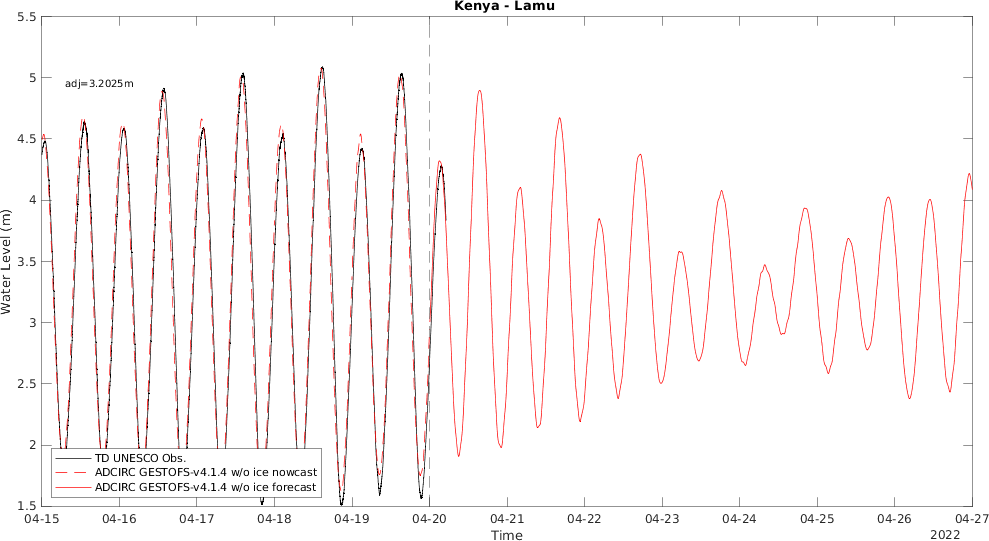 Kenya - Lamu
5.5
5
4.5
4
3.5
3
2.5
2
1.5
Water Level (m)
adj=3.2025m
TD UNESCO Obs.
ADCIRC GESTOFS-v4.1.4 w/o ice nowcast
ADCIRC GESTOFS-v4.1.4 w/o ice forecast
04-15 04-16 04-17 04-18 04-19 04-20 04-21 04-22 04-23 04-24 04-25 04-26 04-27
Time
2022